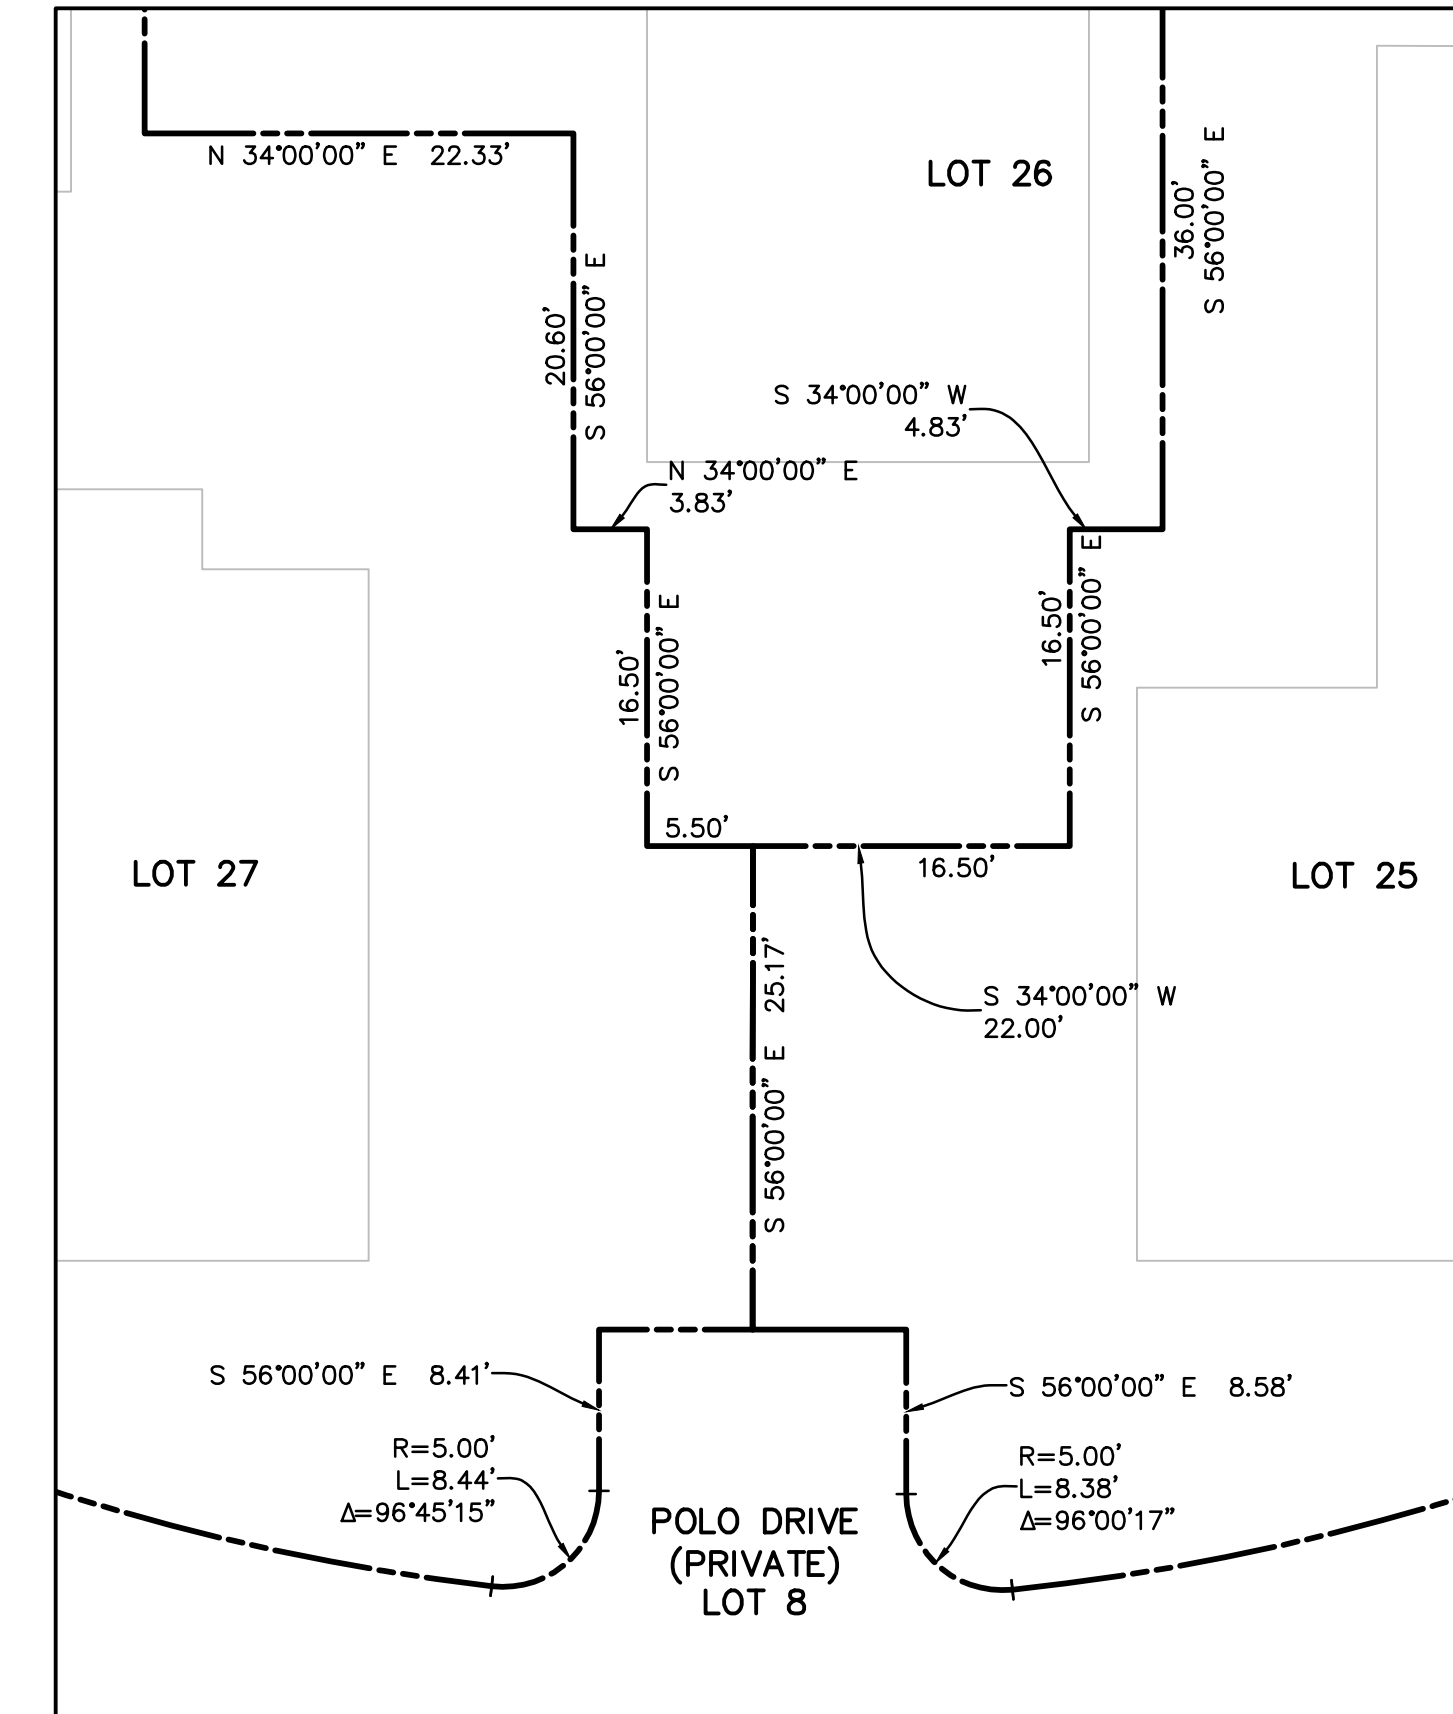 N 34°00'00" E 22.33'
LOT 26
36.00'
S 56°00'00" E
20.60'
S 56°00'00" E
S 34°00'00" W
4.83'
N 34°00'00" E
3.83'
16.50'
S 56°00'00" E
16.50'
S 56°00'00" E
5.50'
16.50'
LOT 27
LOT 25
S 56°00'00" E 25.17'
S 34°00'00" W
22.00'
S 56°00'00" E 8.41'
S 56°00'00" E 8.58'
R=5.00'
L=8.44'
Δ=96°45'15"
R=5.00'
L=8.38'
Δ=96°00'17"
POLO DRIVE
(PRIVATE)
LOT 8